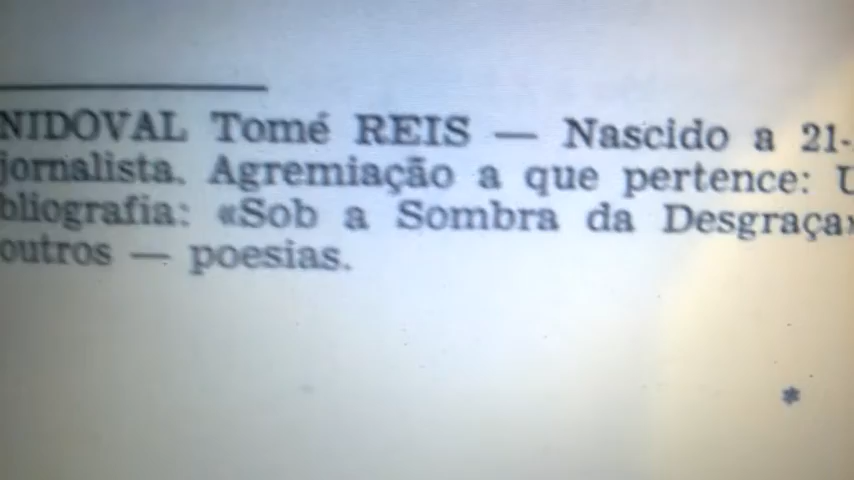 NIDOVAL Tomé REIS — Nascido a 21-
jornalista. Agremiação a que pertence: U
bliografia: «Sob a Sombra da Desgraça»
outros — poesias.
*